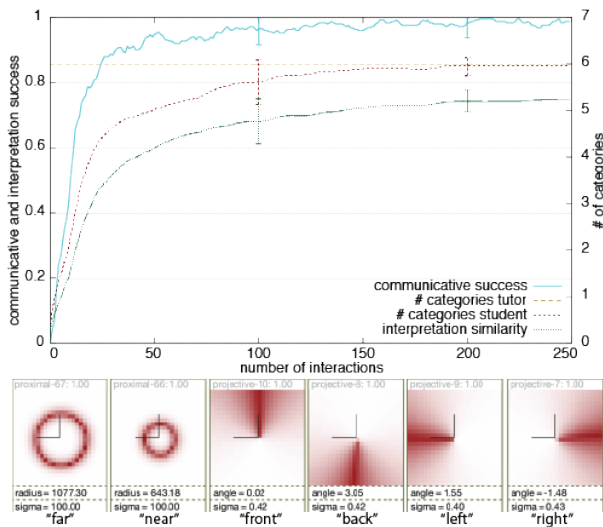 1
0.8
0.6
0.4
0.2
0
7
6
5
4
3
2
1
0
communicative and interpretation success
# of categories
communicative success
# categories tutor
# categories student
interpretation similarity
0 50 100 150 200 250
number of interactions
proximal-67: 1.00 proximal-66: 1.00 projective-10: 1.00 projective-8: 1.00 projective-9: 1.00 projective-7: 1.00
radius = 1077.30 radius = 643.18 angle = 0.02 angle = 3.05 angle = 1.55 angle = -1.48
sigma = 100.00 sigma = 100.00 sigma = 0.42 sigma = 0.42 sigma = 0.40 sigma = 0.43
"far" "near" "front" "back" "left" "right"